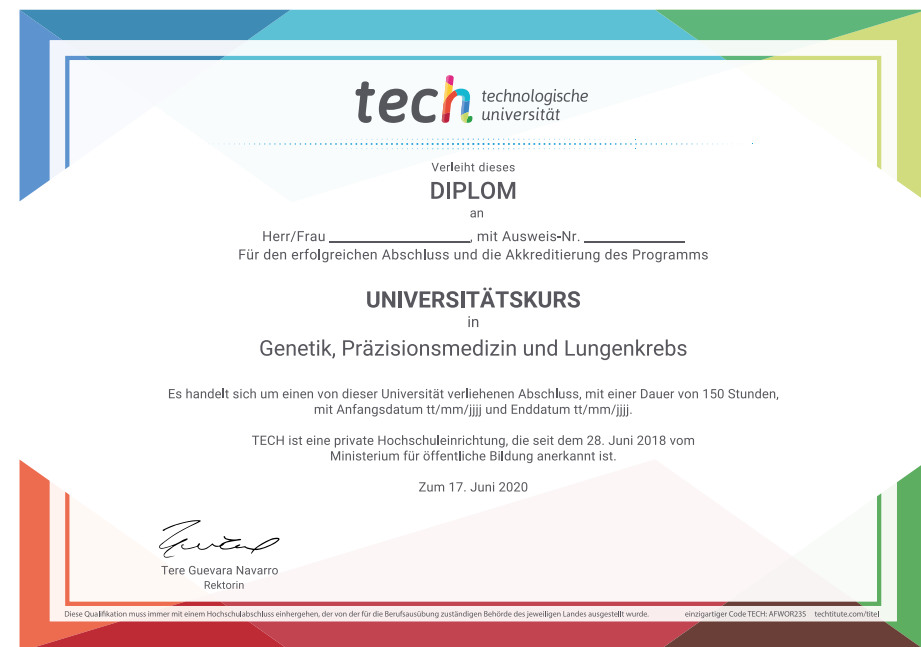 tech technologische
universität
Verleiht dieses
DIPLOM
an
Herr/Frau ____________________, mit Ausweis-Nr. ______________
Für den erfolgreichen Abschluss und die Akkreditierung des Programms
UNIVERSITÄTSKURS
in
Genetik, Präzisionsmedizin und Lungenkrebs
Es handelt sich um einen von dieser Universität verliehenen Abschluss, mit einer Dauer von 150 Stunden,
mit Anfangsdatum tt/mm/jjjj und Enddatum tt/mm/jjjj.
TECH ist eine private Hochschuleinrichtung, die seit dem 28. Juni 2018 vom
Ministerium für öffentliche Bildung anerkannt ist.
Zum 17. Juni 2020
Tere Guevara Navarro
Rektorin
Diese Qualifikation muss immer mit einem Hochschulabschluss einhergehen, der von der für die Berufsausübung zuständigen Behörde des jeweiligen Landes ausgestellt wurde. einzigartiger Code TECH: AFWOR23S techtitute.com/titel